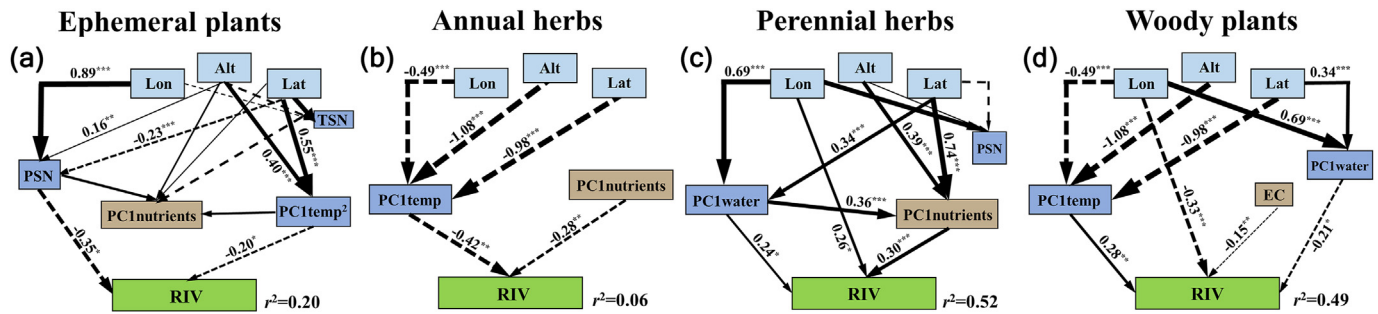 Ephemeral plants
(a)
Lon
Alt
Lat
TSN
PSN
PC1nutrients
PC1temp²
RIV
0.89***
0.16**
-0.23***
0.55***
0.40***
-0.35*
-0.20*
r²=0.20
Annual herbs
(b)
Lon
Alt
Lat
PC1temp
PC1nutrients
RIV
-0.49***
-1.08***
-0.98***
-0.42**
-0.28**
r²=0.06
Perennial herbs
(c)
Lon
Alt
Lat
PSN
PC1water
PC1nutrients
RIV
0.69***
0.34***
0.39***
0.74***
0.36***
0.24*
0.26*
0.30***
r²=0.52
Woody plants
(d)
Lon
Alt
Lat
PC1temp
EC
PC1water
RIV
-0.49***
-1.08***
-0.98***
0.34***
0.69***
-0.33***
-0.15**
-0.21*
0.28**
r²=0.49